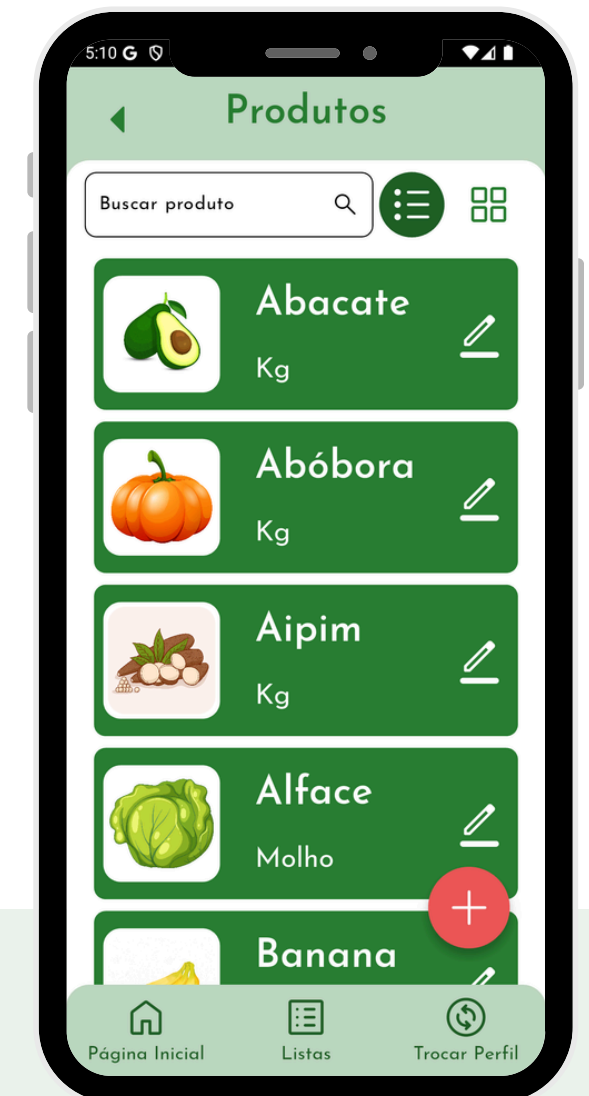 5:10 G
Produtos
Buscar produto
Abacate
Kg
Abóbora
Kg
Aipim
Kg
Alface
Molho
Banana
Página Inicial
Listas
Trocar Perfil